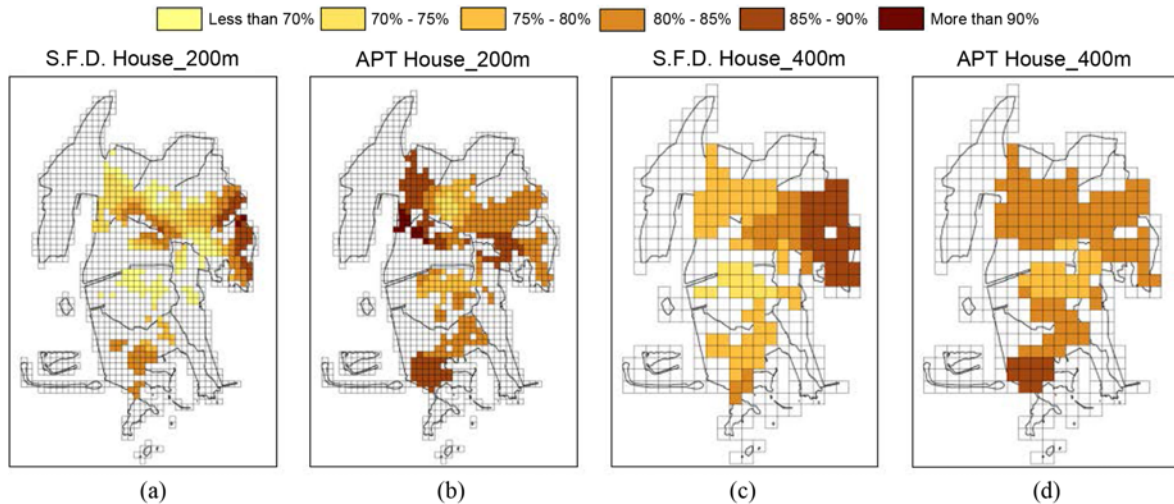 Less than 70% 70% - 75% 75% - 80% 80% - 85% 85% - 90% More than 90%
S.F.D. House_200m APT House_200m S.F.D. House_400m APT House_400m
(a) (b) (c) (d)